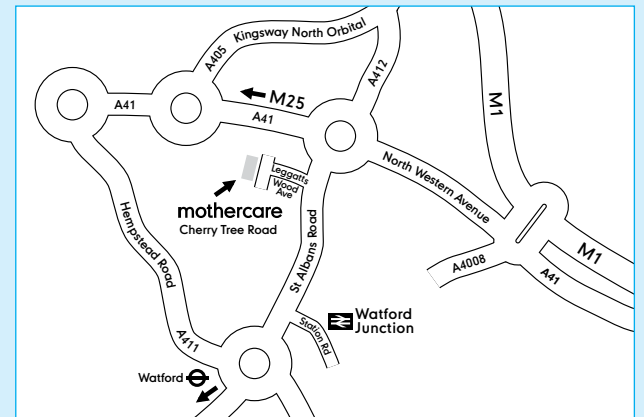 Kingsway North Orbital
A405
A412
M25
A41
A41
M1
Leggatts
Wood
Ave
North Western Avenue
mothercare
Cherry Tree Road
Hempstead Road
St Albans Road
M1
A4008
A41
Station Rd
Watford
Junction
A411
Watford